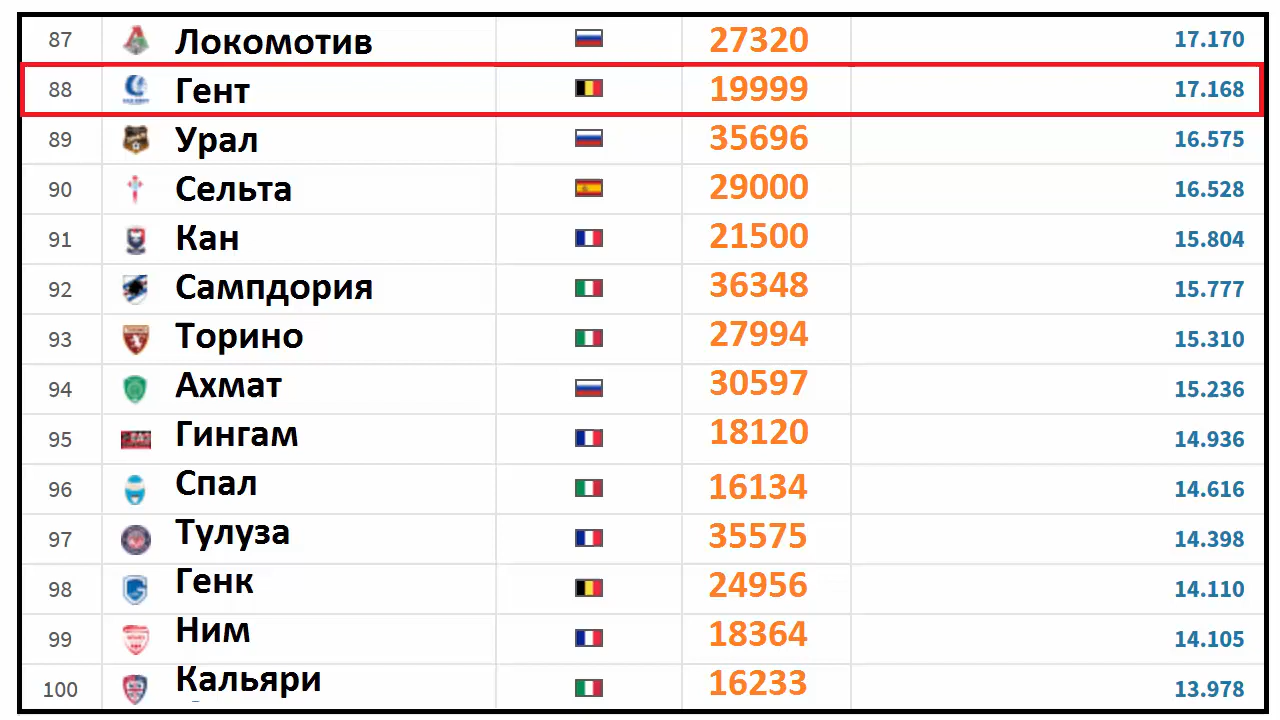 87 Локомотив 27320 17.170
88 Гент 19999 17.168
89 Урал 35696 16.575
90 Сельта 29000 16.528
91 Кан 21500 15.804
92 Сампдория 36348 15.777
93 Торино 27994 15.310
94 Ахмат 30597 15.236
95 Гингам 18120 14.936
96 Спал 16134 14.616
97 Тулуза 35575 14.398
98 Генк 24956 14.110
99 Ним 18364 14.105
100 Кальяри 16233 13.978